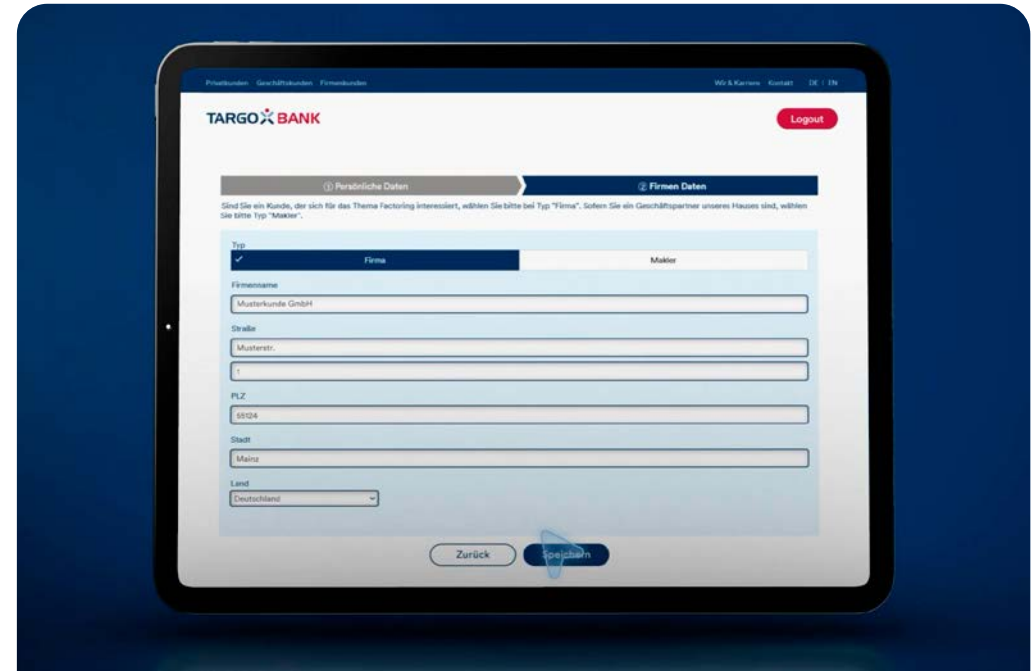 Privatkunden Geschäftskunden Firmenkunden
Wir & Karriere Kontakt DE | EN
TARGO BANK
Logout
① Persönliche Daten
② Firmen Daten
Sind Sie ein Kunde, der sich für das Thema Factoring interessiert, wählen Sie bitte bei Typ "Firma". Sofern Sie ein Geschäftspartner unseres Hauses sind, wählen
Sie bitte Typ "Makler".
Typ
Firma
Makler
Firmenname
Musterkunde GmbH
Straße
Musterstr.
1
PLZ
55124
Stadt
Mainz
Land
Deutschland
Zurück
Speichern